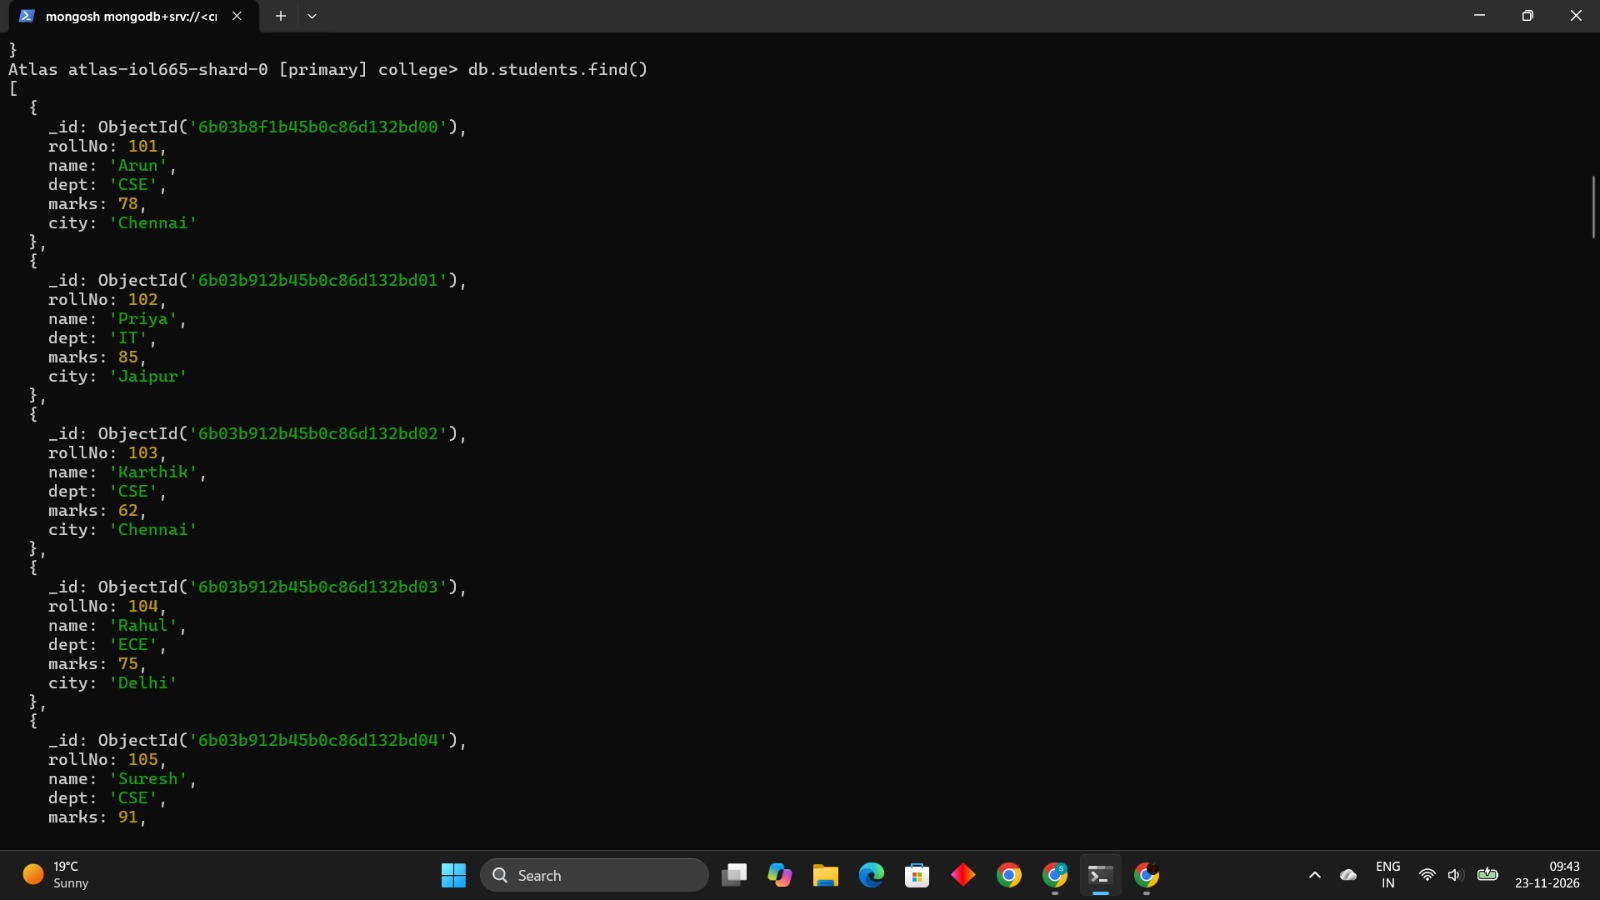 mongosh mongodb+srv://<cr
}
Atlas atlas-iol665-shard-0 [primary] college> db.students.find()
[
  {
    _id: ObjectId('6b03b8f1b45b0c86d132bd00'),
    rollNo: 101,
    name: 'Arun',
    dept: 'CSE',
    marks: 78,
    city: 'Chennai'
  },
  {
    _id: ObjectId('6b03b912b45b0c86d132bd01'),
    rollNo: 102,
    name: 'Priya',
    dept: 'IT',
    marks: 85,
    city: 'Jaipur'
  },
  {
    _id: ObjectId('6b03b912b45b0c86d132bd02'),
    rollNo: 103,
    name: 'Karthik',
    dept: 'CSE',
    marks: 62,
    city: 'Chennai'
  },
  {
    _id: ObjectId('6b03b912b45b0c86d132bd03'),
    rollNo: 104,
    name: 'Rahul',
    dept: 'ECE',
    marks: 75,
    city: 'Delhi'
  },
  {
    _id: ObjectId('6b03b912b45b0c86d132bd04'),
    rollNo: 105,
    name: 'Suresh',
    dept: 'CSE',
    marks: 91,
19°C
Sunny
Search
ENG
IN
09:43
23-11-2026